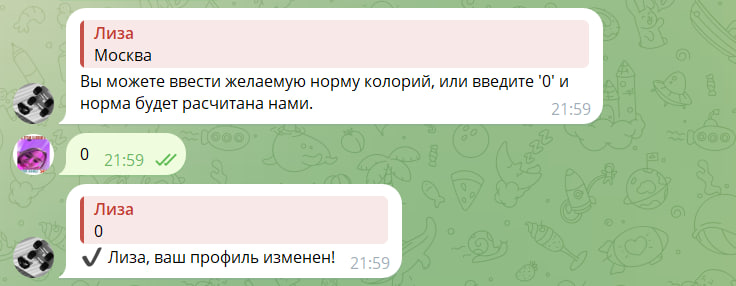 Лиза
Москва
Вы можете ввести желаемую норму колорий, или введите '0' и
норма будет расчитана нами.
21:59
0 21:59
Лиза
0
✔ Лиза, ваш профиль изменен! 21:59